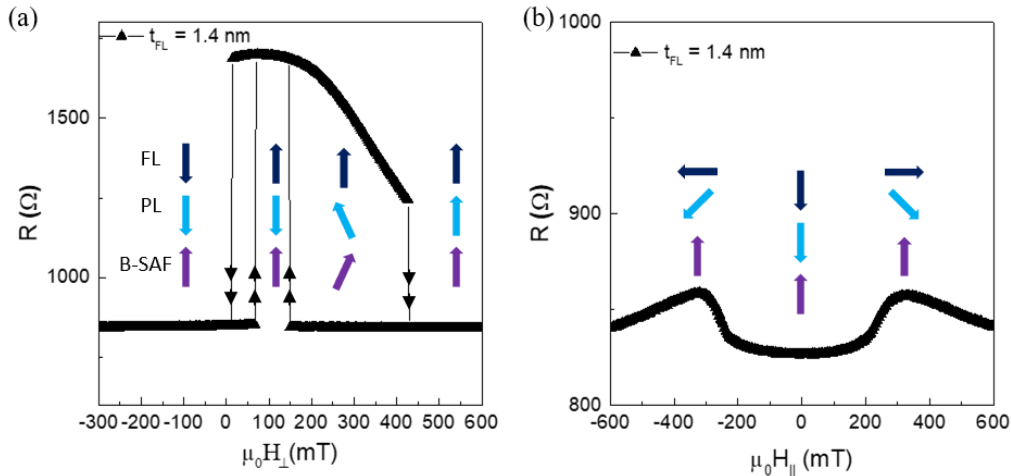 (a)
t_FL = 1.4 nm
1500
1000
R (Ω)
FL
PL
B-SAF
-300 -200 -100 0 100 200 300 400 500 600
μ₀H⊥(mT)
(b)
1000
900
800
t_FL = 1.4 nm
R (Ω)
-600 -400 -200 0 200 400 600
μ₀H||(mT)